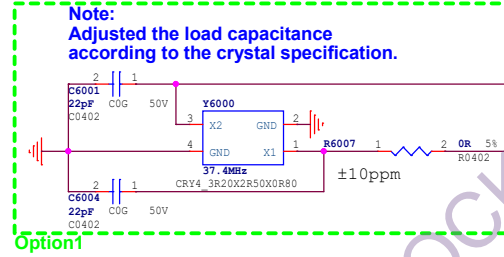 Note:
Adjusted the load capacitance
according to the crystal specification.
2 1
C6001
22pF C0G 50V
C0402
Y6000
3 X2 GND 2
4 GND X1 1
37.4MHz
CRY4_3R20X2R50X0R80
R6007 1 2 0R 5%
R0402
±10ppm
2 1
C6004
22pF C0G 50V
C0402
Option1
OCK